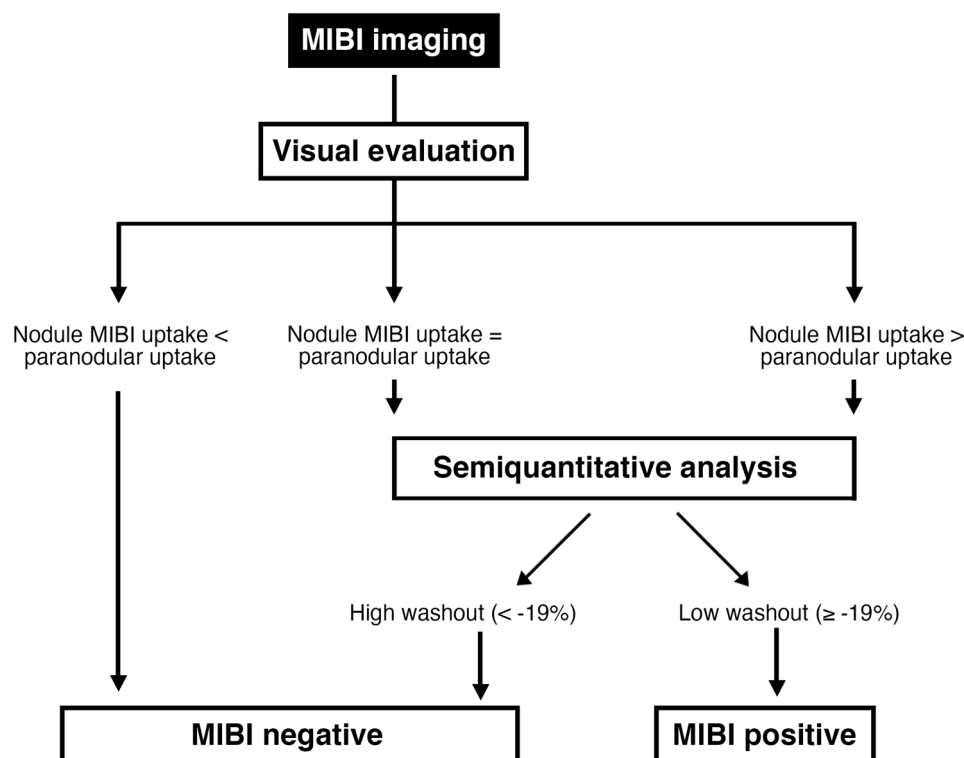 MIBI imaging
Visual evaluation
Nodule MIBI uptake <
paranodular uptake
Nodule MIBI uptake =
paranodular uptake
Nodule MIBI uptake >
paranodular uptake
Semiquantitative analysis
High washout (< -19%)
Low washout (≥ -19%)
MIBI negative
MIBI positive